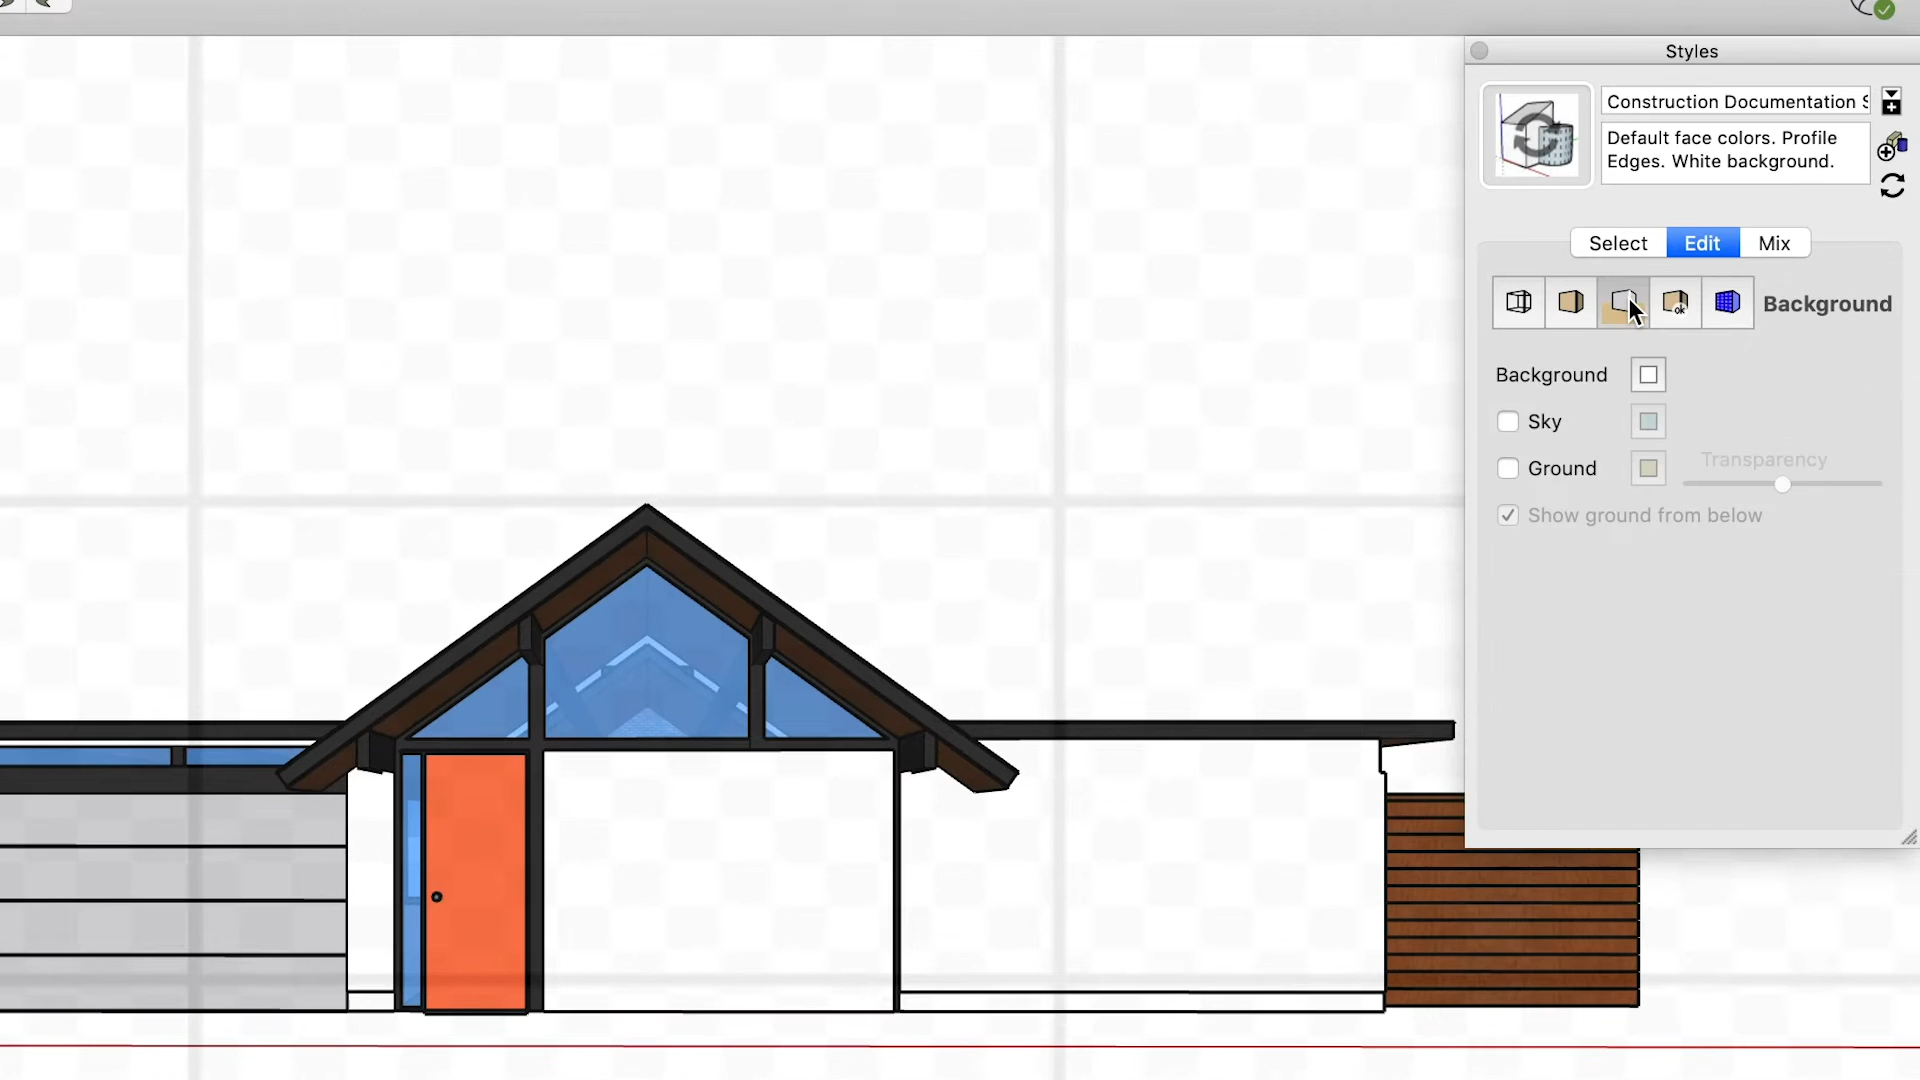 Styles
Construction Documentation S
Default face colors. Profile
Edges. White background.
Select Edit Mix
Background
Background
Sky
Transparency
Ground
Show ground from below